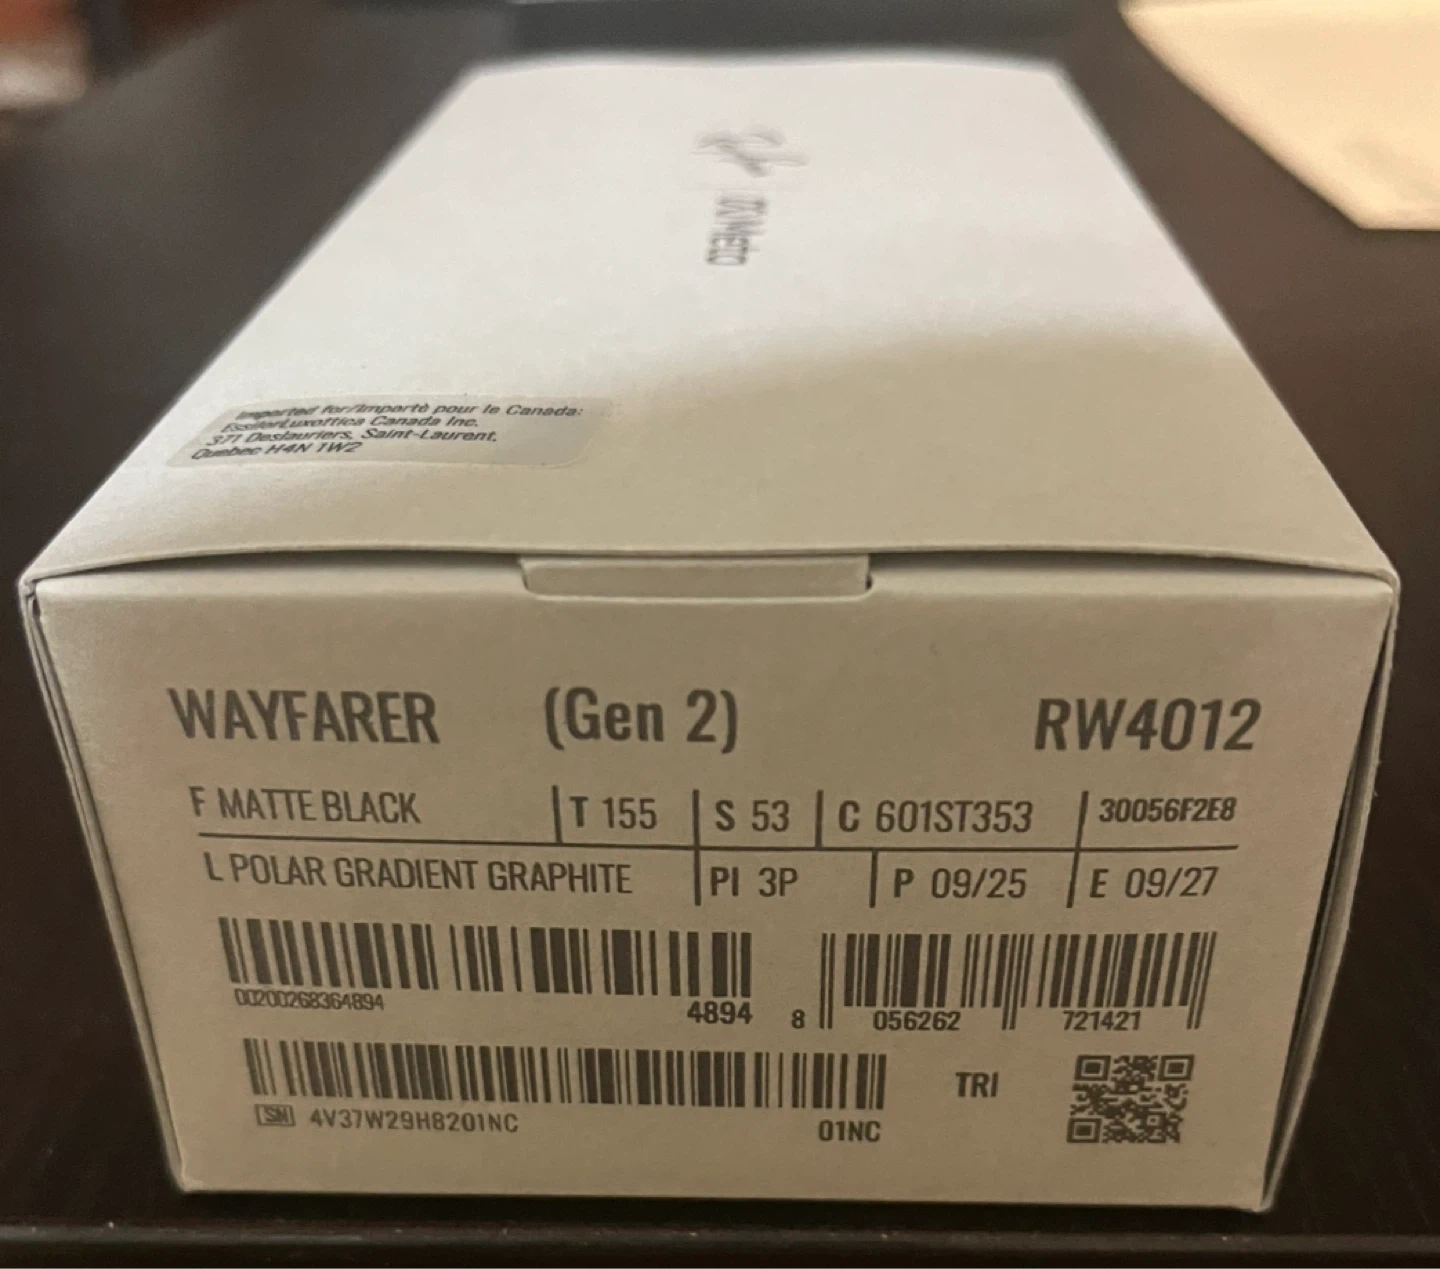 Meta
Imported for/Importé pour le Canada:
EssilorLuxottica Canada Inc.
371 Deslauriers, Saint-Laurent,
Quebec H4N 1W2
WAYFARER (Gen 2) RW4012
F MATTE BLACK T 155 S 53 C 601ST353 30056F2E8
L POLAR GRADIENT GRAPHITE PI 3P P 09/25 E 09/27
00200268364894 4894 8 056262 721421
SN 4V37W29H8201NC 01NC TRI